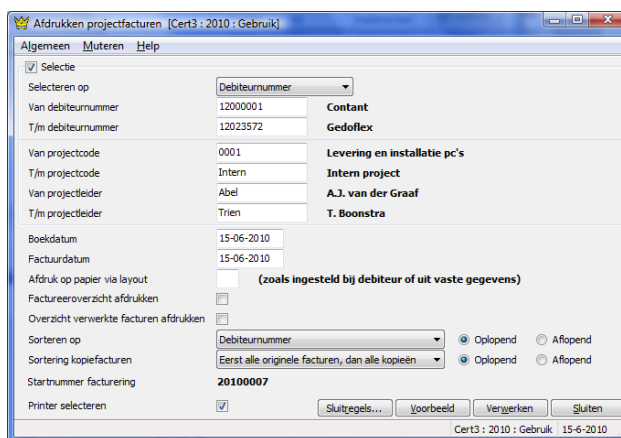 Afdrukken projectfacturen [Cert3 : 2010 : Gebruik]
Algemeen Muteren Help
Selectie
Selecteren op Debiteurnummer
Van debiteurnummer 12000001 Contant
T/m debiteurnummer 12023572 Gedoflex
Van projectcode 0001 Levering en installatie pc's
T/m projectcode Intern Intern project
Van projectleider Abel A.J. van der Graaf
T/m projectleider Trien T. Boonstra
Boekdatum 15-06-2010
Factuurdatum 15-06-2010
Afdruk op papier via layout (zoals ingesteld bij debiteur of uit vaste gegevens)
Factureeroverzicht afdrukken
Overzicht verwerkte facturen afdrukken
Sorteren op Debiteurnummer Oplopend Aflopend
Sortering kopiefacturen Eerst alle originele facturen, dan alle kopieën Oplopend Aflopend
Startnummer facturering 20100007
Printer selecteren Sluitregels... Voorbeeld Verwerken Sluiten
Cert3 : 2010 : Gebruik 15-6-2010